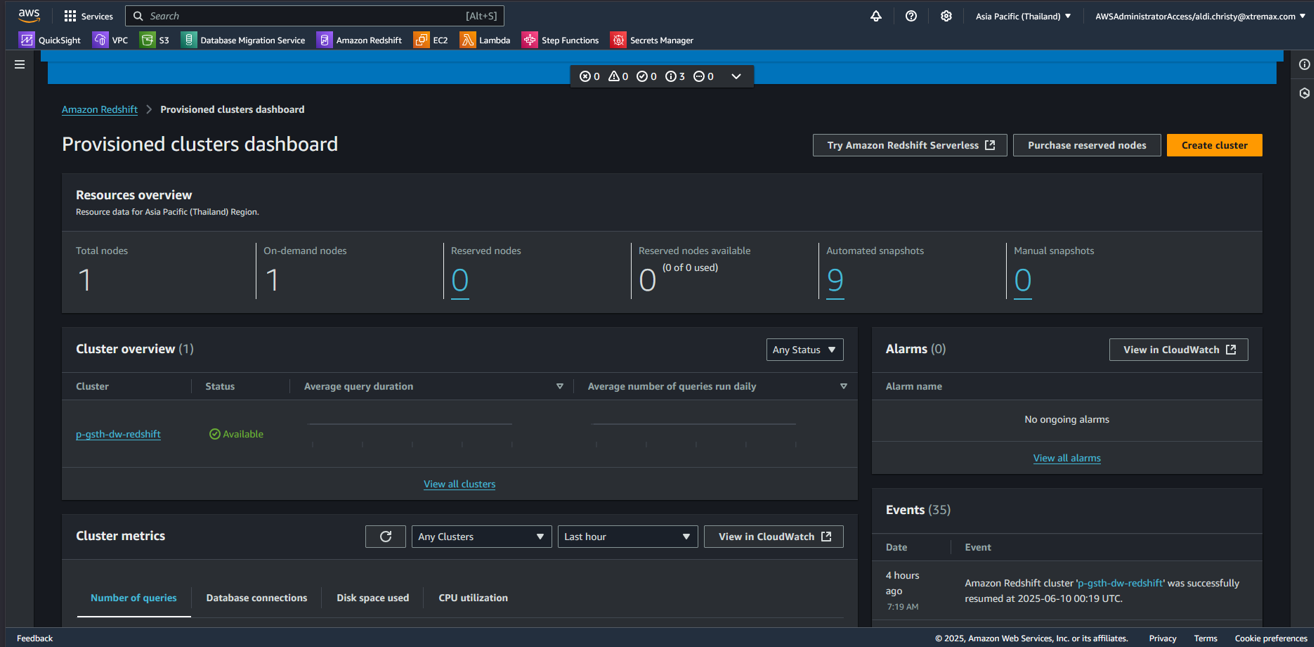 aws
Services
Search
[Alt+S]
Asia Pacific (Thailand)
AWSAdministratorAccess/aldi.christy@xtremax.com
QuickSight
VPC
S3
Database Migration Service
Amazon Redshift
EC2
Lambda
Step Functions
Secrets Manager
0 0 0 3 0
Amazon Redshift
Provisioned clusters dashboard
Provisioned clusters dashboard
Try Amazon Redshift Serverless
Purchase reserved nodes
Create cluster
Resources overview
Resource data for Asia Pacific (Thailand) Region.
Total nodes
1
On-demand nodes
1
Reserved nodes
0
Reserved nodes available
0 (0 of 0 used)
Automated snapshots
9
Manual snapshots
0
Cluster overview (1)
Any Status
Cluster
Status
Average query duration
Average number of queries run daily
p-gsth-dw-redshift
Available
View all clusters
Alarms (0)
View in CloudWatch
Alarm name
No ongoing alarms
View all alarms
Cluster metrics
Any Clusters
Last hour
View in CloudWatch
Number of queries
Database connections
Disk space used
CPU utilization
Events (35)
Date
Event
4 hours
ago
7:19 AM
Amazon Redshift cluster 'p-gsth-dw-redshift' was successfully
resumed at 2025-06-10 00:19 UTC.
Feedback
© 2025, Amazon Web Services, Inc. or its affiliates.
Privacy
Terms
Cookie preferences